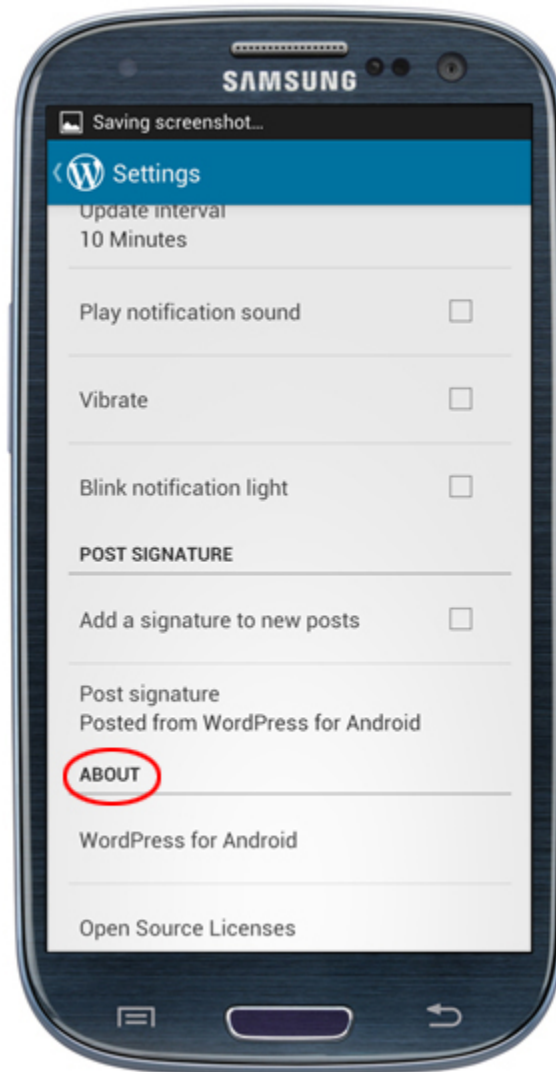 SAMSUNG
Saving screenshot...
Settings
Update interval
10 Minutes
Play notification sound
Vibrate
Blink notification light
POST SIGNATURE
Add a signature to new posts
Post signature
Posted from WordPress for Android
ABOUT
WordPress for Android
Open Source Licenses